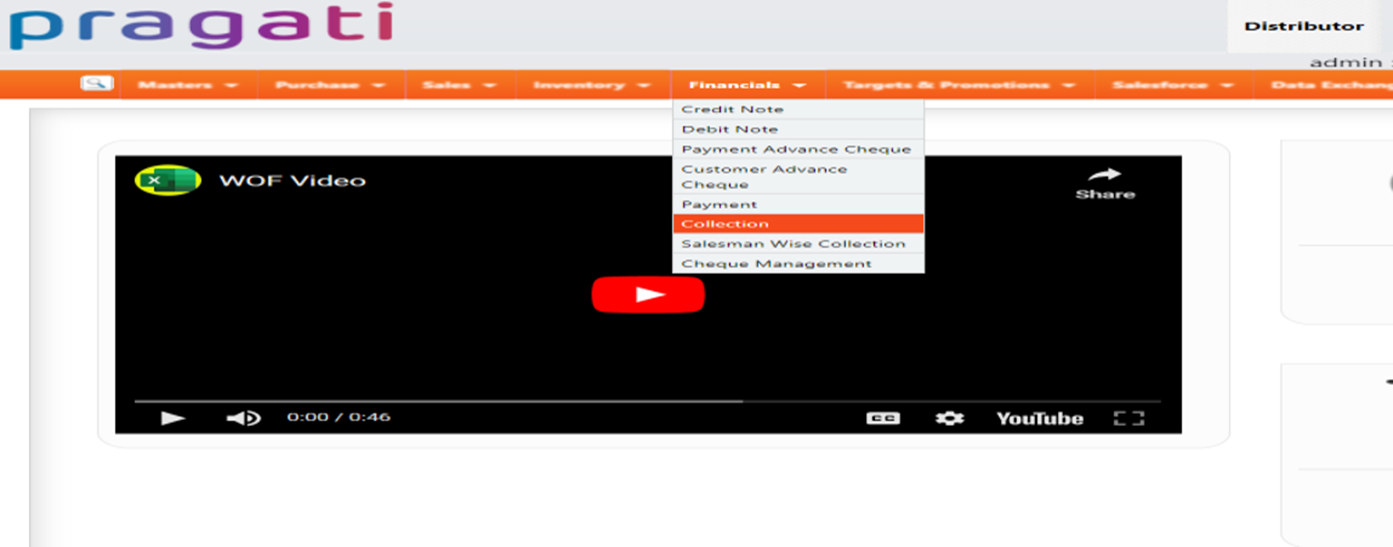 pragati
Distributor
admin
Masters Purchase Sales Inventory Financials Targets & Promotions Salesforce Data Exchang
Credit Note
Debit Note
Payment Advance Cheque
Customer Advance
Cheque
Payment
Collection
Salesman Wise Collection
Cheque Management
X
WOF Video
Share
0:00 / 0:46
CC
YouTube